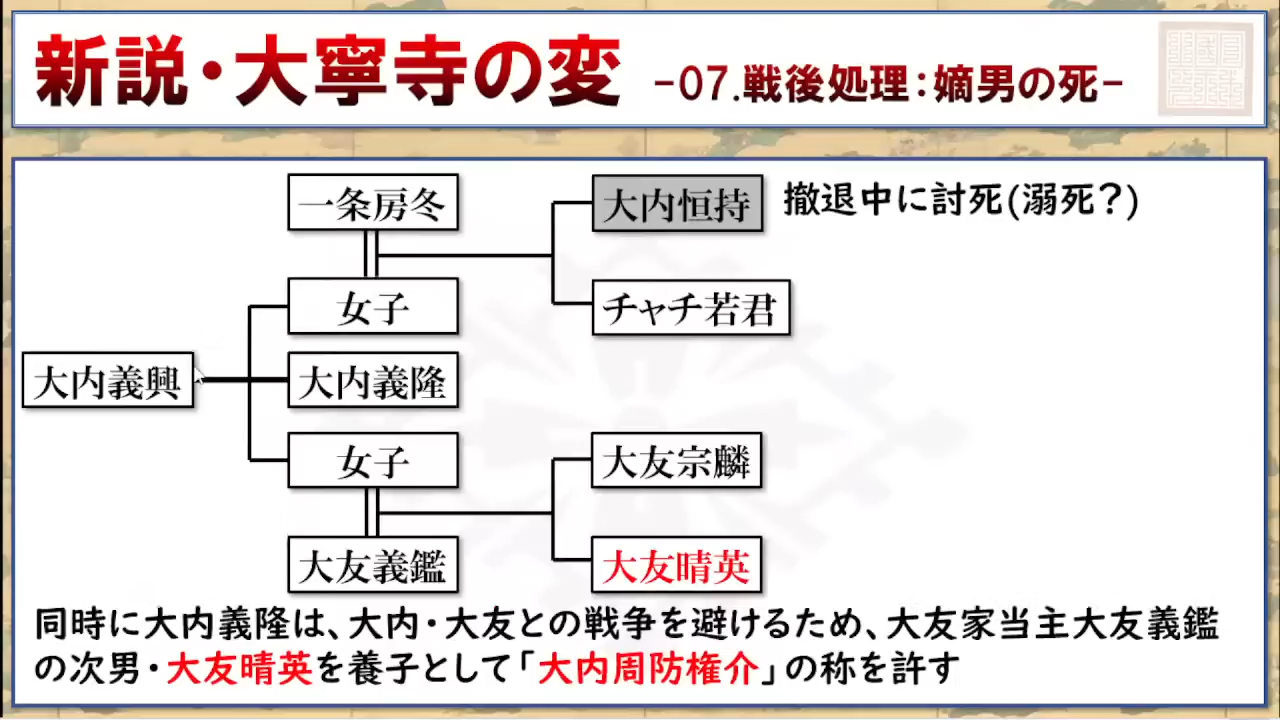 新説・大寧寺の変 -07.戦後処理：嫡男の死-
一条房冬
大内恒持
撤退中に討死(溺死？)
女子
チャチ若君
大内義興
大内義隆
女子
大友宗麟
大友義鑑
大友晴英
同時に大内義隆は、大内・大友との戦争を避けるため、大友家当主大友義鑑
の次男・大友晴英を養子として「大内周防権介」の称を許す